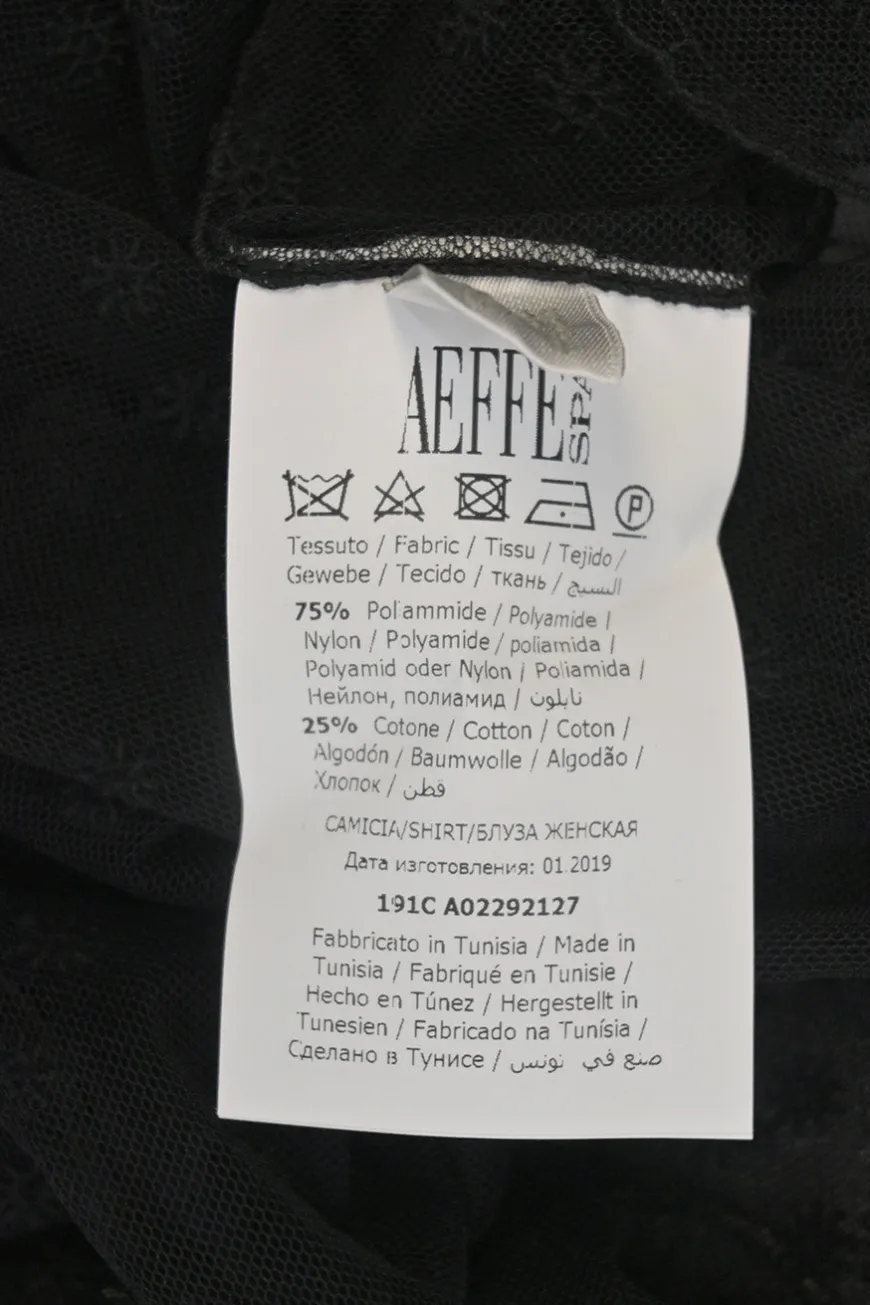 AEFFE SPA
P
Tessuto / Fabric / Tissu / Tejido /
Gewebe / Tecido / ткань / النسيج
75% Poliammide / Polyamide /
Nylon / Polyamide / poliamida /
Polyamid oder Nylon / Poliamida /
Нейлон, полиамид / نايلون
25% Cotone / Cotton / Coton /
Algodón / Baumwolle / Algodão /
Хлопок / قطن
CAMICIA/SHIRT/БЛУЗА ЖЕНСКАЯ
Дата изготовления: 01.2019
191C A02292127
Fabbricato in Tunisia / Made in
Tunisia / Fabriqué en Tunisie /
Hecho en Túnez / Hergestellt in
Tunesien / Fabricado na Tunísia /
Сделано в Тунисе / صنع في تونس